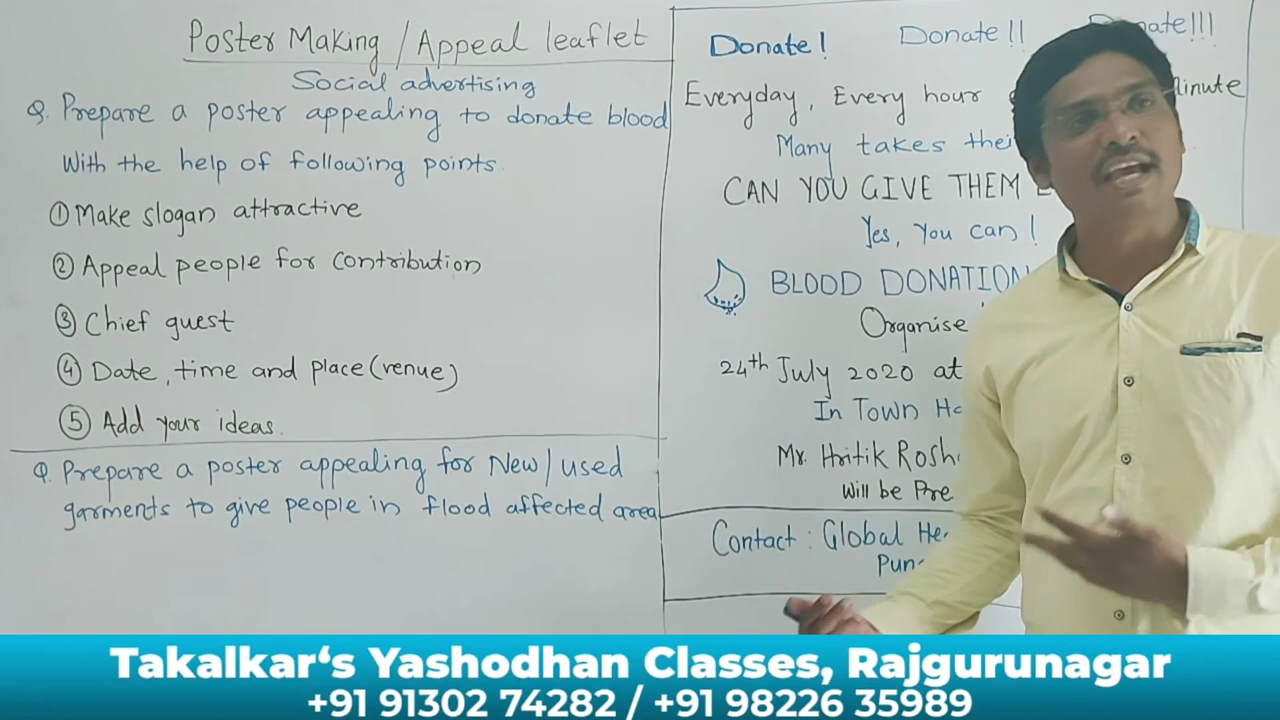 Poster Making / Appeal leaflet
Social advertising
Q. Prepare a poster appealing to donate blood
With the help of following points.
① Make slogan attractive
② Appeal people for contribution
③ Chief guest
④ Date, time and place (venue)
⑤ Add your ideas.
Q. Prepare a poster appealing for New/used
garments to give people in flood affected area
Donate! Donate!! Donate!!!
Everyday, Every hour
Many takes
CAN YOU GIVE THEM
Yes, You can!
BLOOD DONATION
Organise
24th July 2020 at
In Town
Mr. Hritik
Will be
Contact : Global
Takalkar‘s Yashodhan Classes, Rajgurunagar
+91 91302 74282 / +91 98226 35989